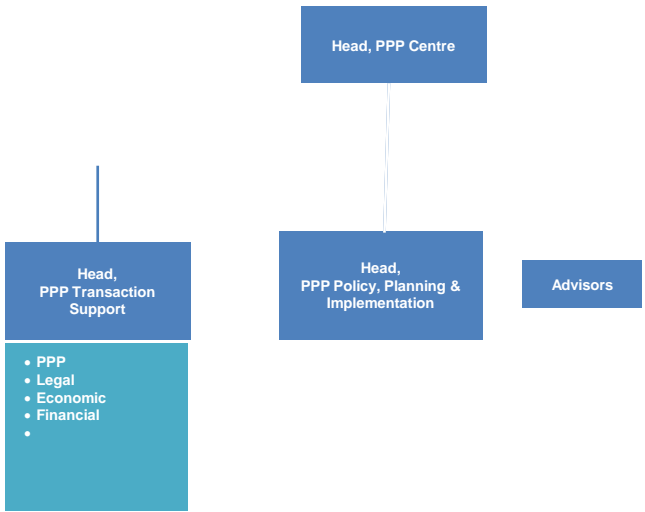 Head, PPP Centre
Head,
PPP Transaction
Support
Head,
PPP Policy, Planning &
Implementation
Advisors
• PPP
• Legal
• Economic
• Financial
•